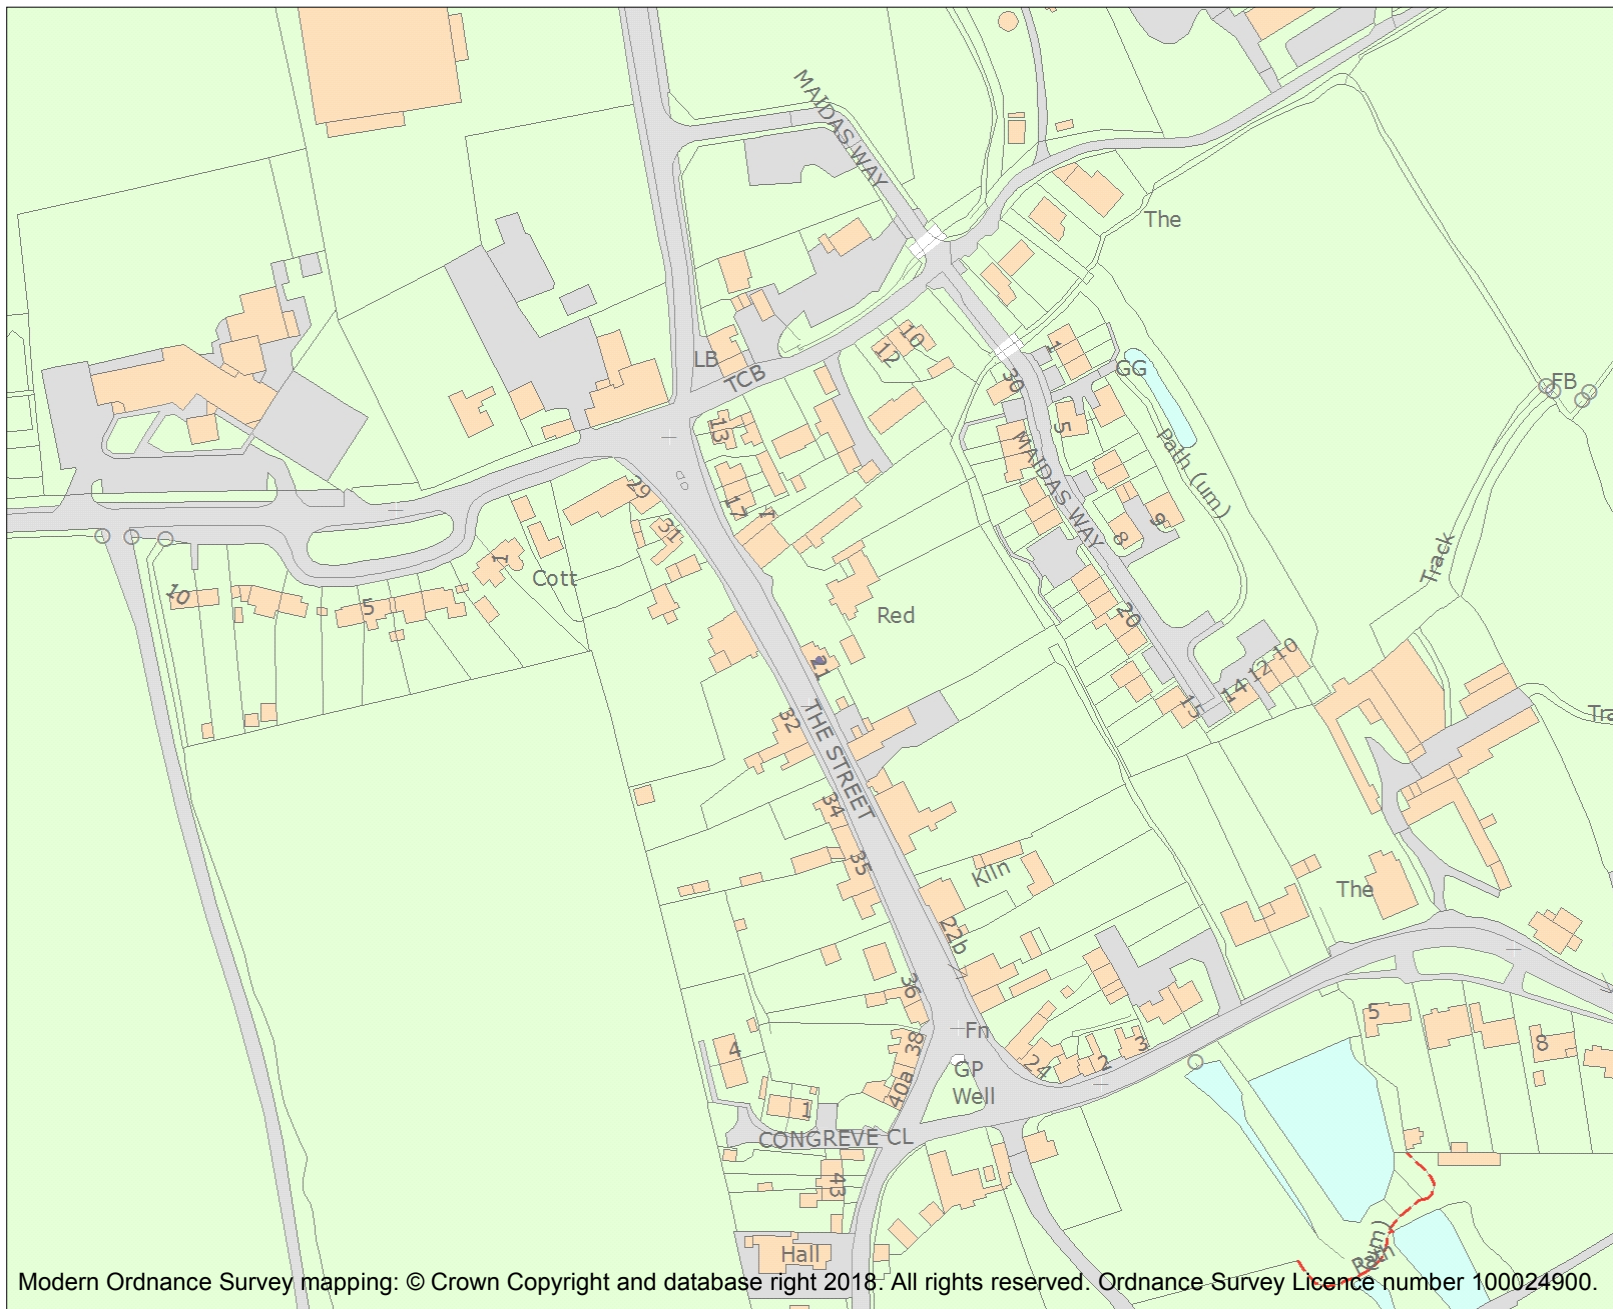 MAIDAS WAY
The
LB
TCB
10
12
1
30
GG
FB
13
5
MAIDAS WAY
Path (um)
29
17
1
31
9
8
1
Cott
Track
10
5
Red
20
21
12
10
14
15
32
THE STREET
34
35
Kiln
The
22b
36
Fn
38
5
8
4
24
2
3
GP
Well
40a
1
CONGREVE CL
43
Hall
Path
(um)
Modern Ordnance Survey mapping: © Crown Copyright and database right 2018. All rights reserved. Ordnance Survey Licence number 100024900.